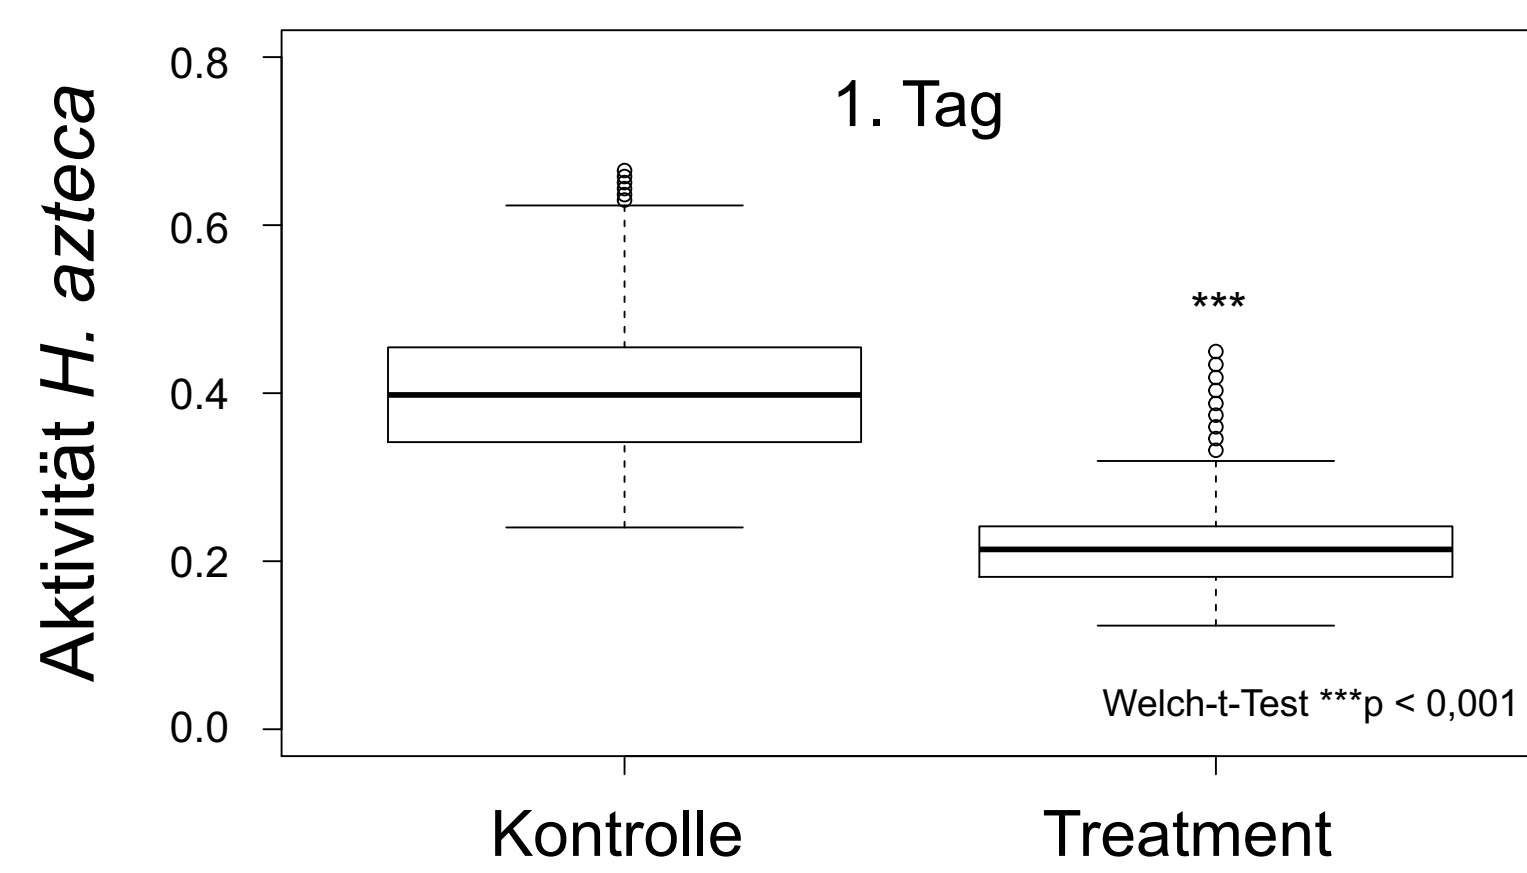 Aktivität H. azteca
0.8
0.6
0.4
0.2
0.0
1. Tag
***
Welch-t-Test ***p < 0,001
Kontrolle
Treatment